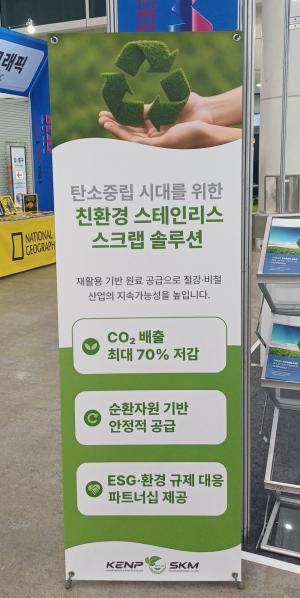 그래픽
NATIONAL
GEOGRAPH
탄소중립 시대를 위한
친환경 스테인리스
스크랩 솔루션
재활용 기반 원료 공급으로 철강·비철
산업의 지속가능성을 높입니다.
CO₂ 배출
최대 70% 저감
순환자원 기반
안정적 공급
ESG·환경 규제 대응
파트너십 제공
KENP
SKM